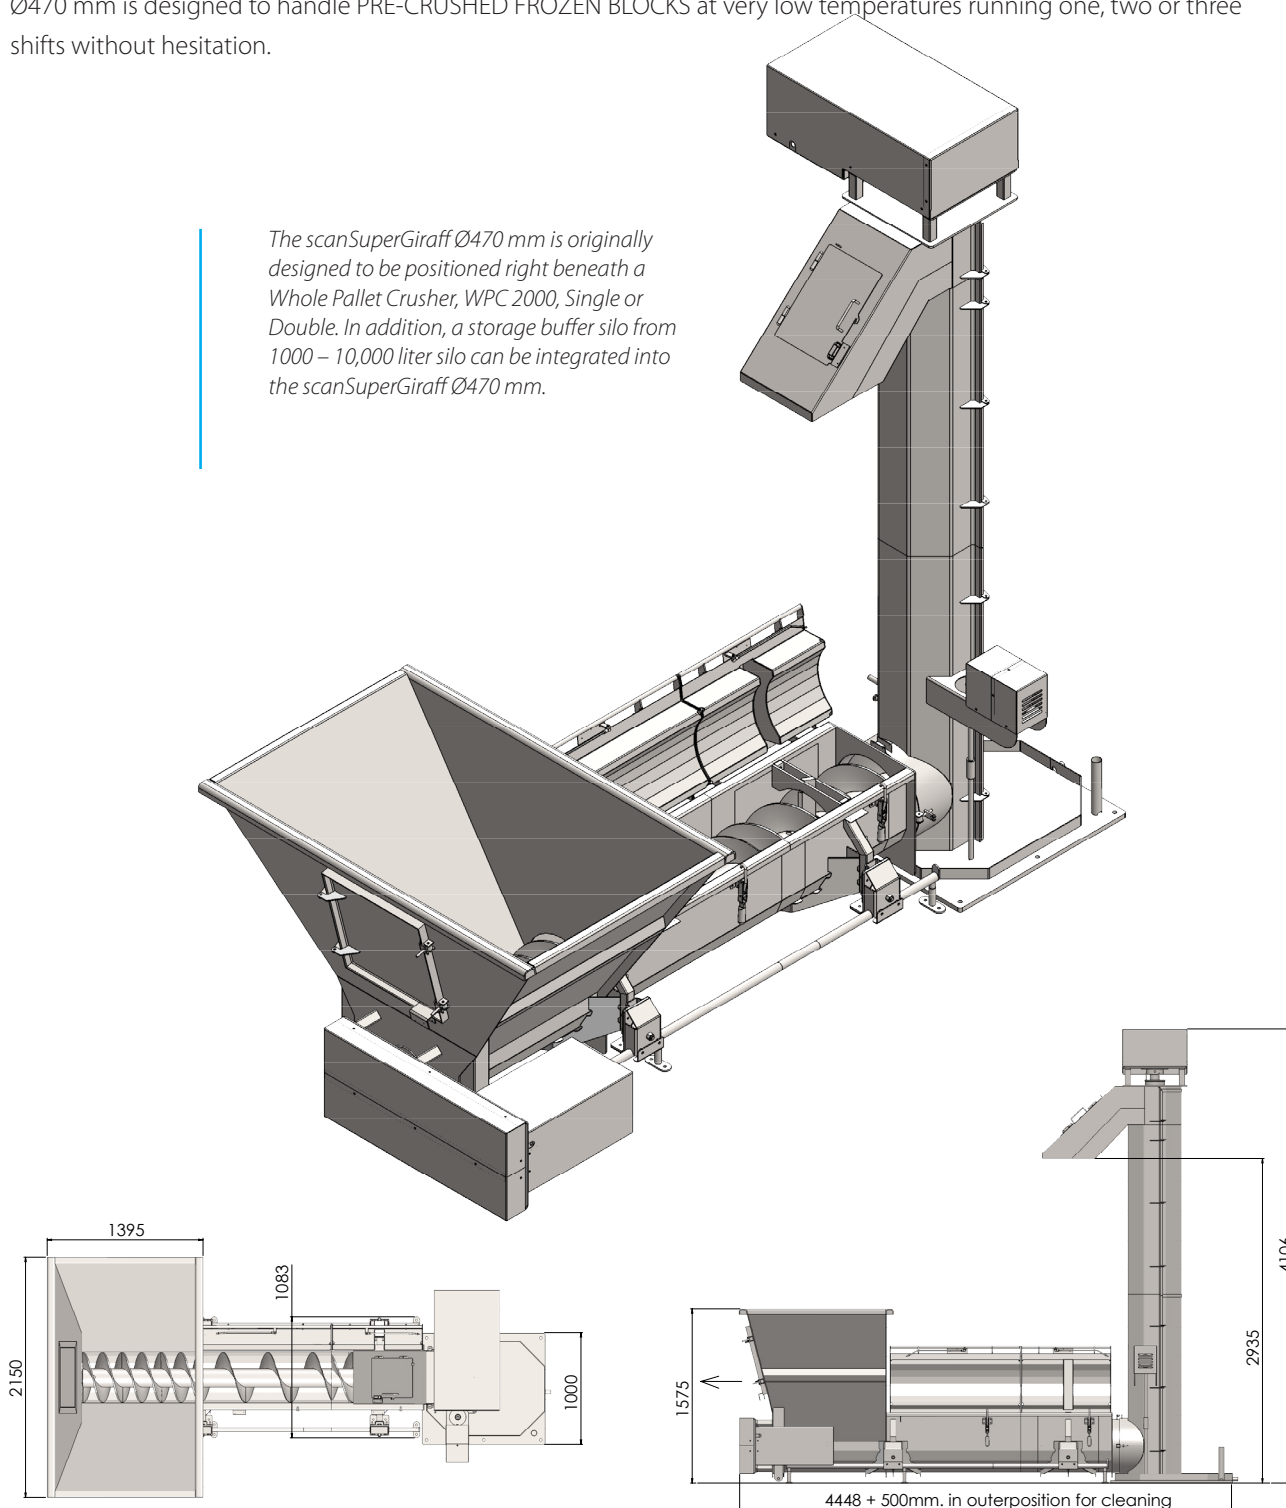 Ø470 mm is designed to handle PRE-CRUSHED FROZEN BLOCKS at very low temperatures running one, two or three
shifts without hesitation.
The scanSuperGiraff Ø470 mm is originally
designed to be positioned right beneath a
Whole Pallet Crusher, WPC 2000, Single or
Double. In addition, a storage buffer silo from
1000 – 10,000 liter silo can be integrated into
the scanSuperGiraff Ø470 mm.
1395
1083
2150
1000
1575
2935
4106
4448 + 500mm. in outerposition for cleaning